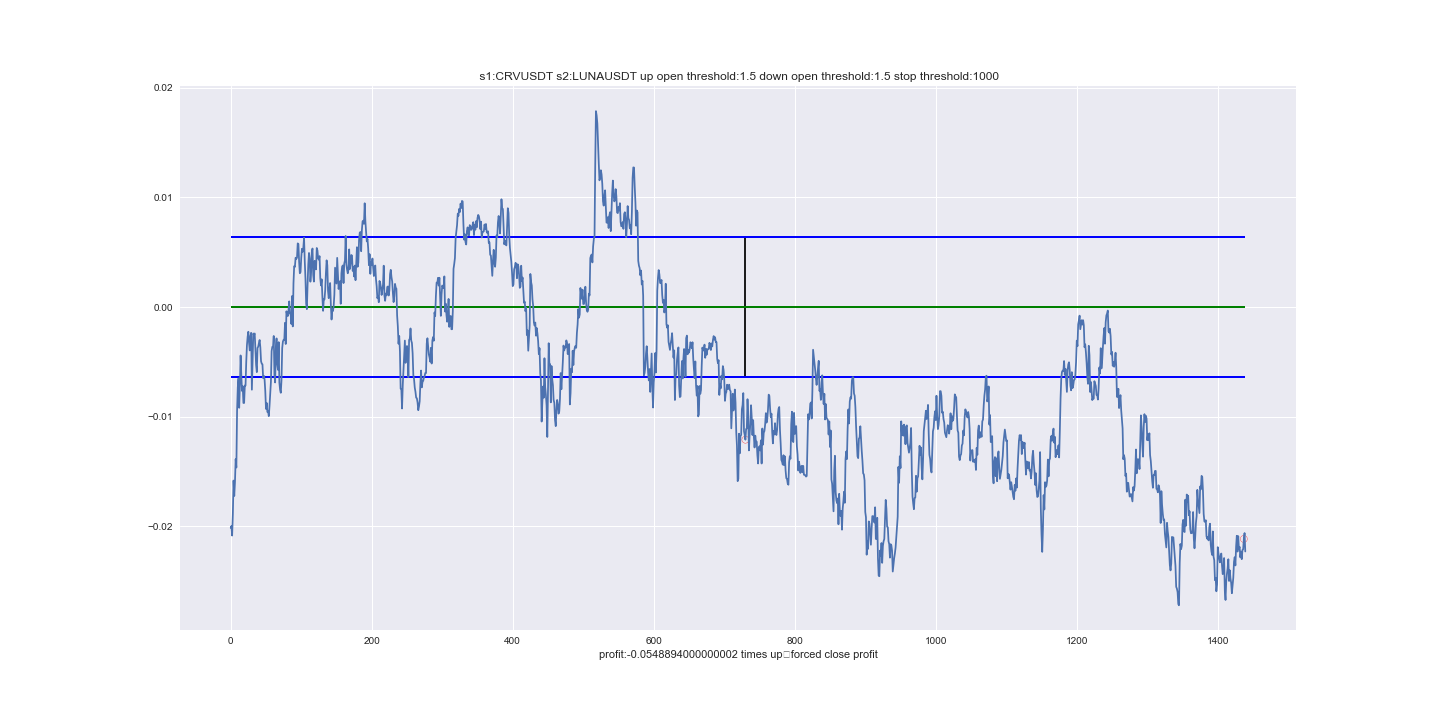 s1:CRVUSDT s2:LUNAUSDT up open threshold:1.5 down open threshold:1.5 stop threshold:1000
0.02
0.01
0.00
−0.01
−0.02
0 200 400 600 800 1000 1200 1400
profit:-0.0548894000000002 times up□forced close profit